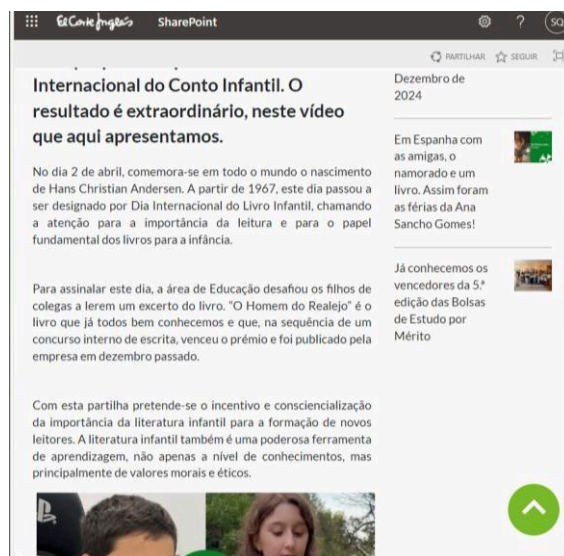 El Corte Inglés
SharePoint
?
SQ
PARTILHAR
SEGUIR
Internacional do Conto Infantil. O
resultado é extraordinário, neste vídeo
que aqui apresentamos.
No dia 2 de abril, comemora-se em todo o mundo o nascimento
de Hans Christian Andersen. A partir de 1967, este dia passou a
ser designado por Dia Internacional do Livro Infantil, chamando
a atenção para a importância da leitura e para o papel
fundamental dos livros para a infância.
Para assinalar este dia, a área de Educação desafiou os filhos de
colegas a lerem um excerto do livro. "O Homem do Realejo" é o
livro que já todos bem conhecemos e que, na sequência de um
concurso interno de escrita, venceu o prémio e foi publicado pela
empresa em dezembro passado.
Com esta partilha pretende-se o incentivo e consciencialização
da importância da literatura infantil para a formação de novos
leitores. A literatura infantil também é uma poderosa ferramenta
de aprendizagem, não apenas a nível de conhecimentos, mas
principalmente de valores morais e éticos.
Dezembro de
2024
Em Espanha com
as amigas, o
namorado e um
livro. Assim foram
as férias da Ana
Sancho Gomes!
Já conhecemos os
vencedores da 5.ª
edição das Bolsas
de Estudo por
Mérito